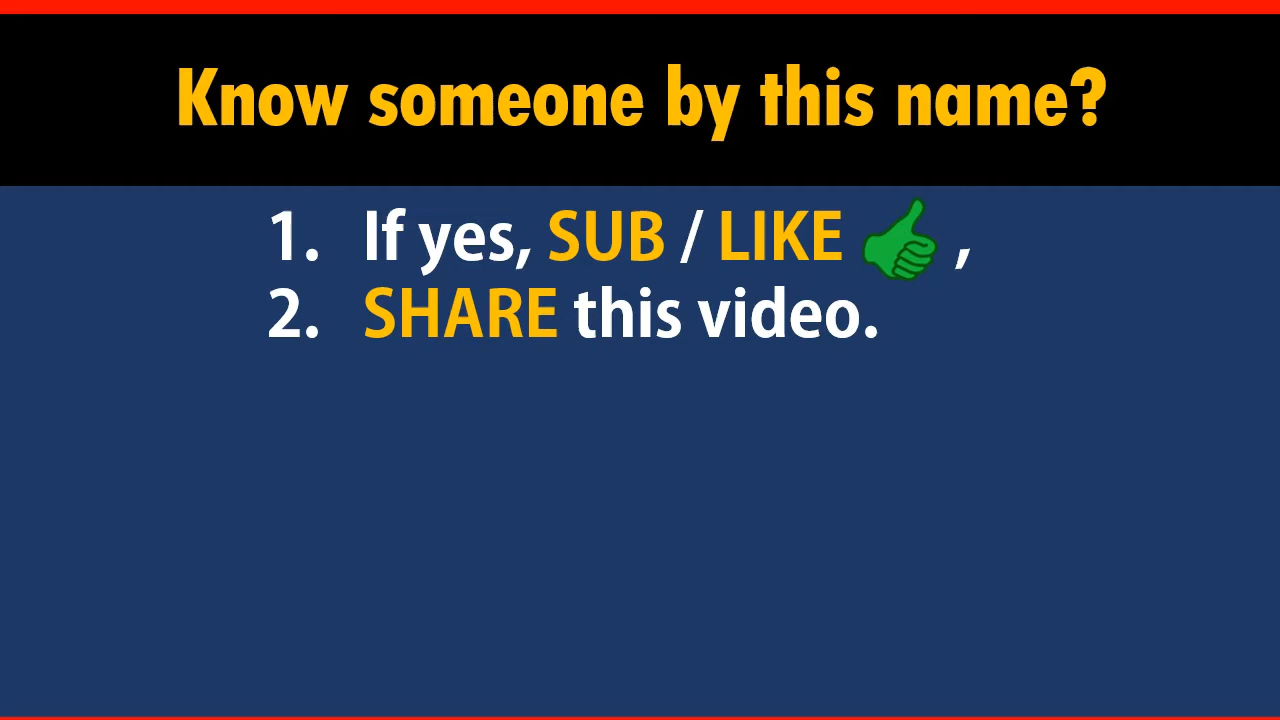 Know someone by this name?
1. If yes, SUB / LIKE ,
2. SHARE this video.